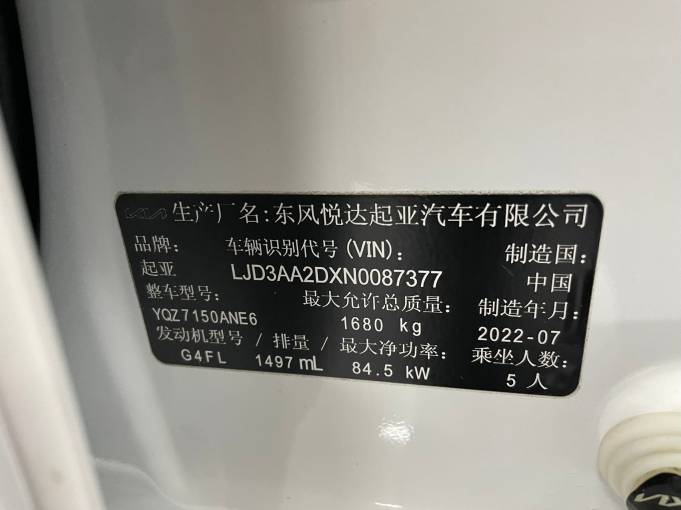 KIA 生产厂名:东风悦达起亚汽车有限公司
品牌: 车辆识别代号(VIN): 制造国:
起亚 LJD3AA2DXN0087377 中国
整车型号: 最大允许总质量: 制造年月:
YQZ7150ANE6 1680 kg 2022-07
发动机型号 / 排量 / 最大净功率: 乘坐人数:
G4FL 1497 mL 84.5 kW 5 人
KIA